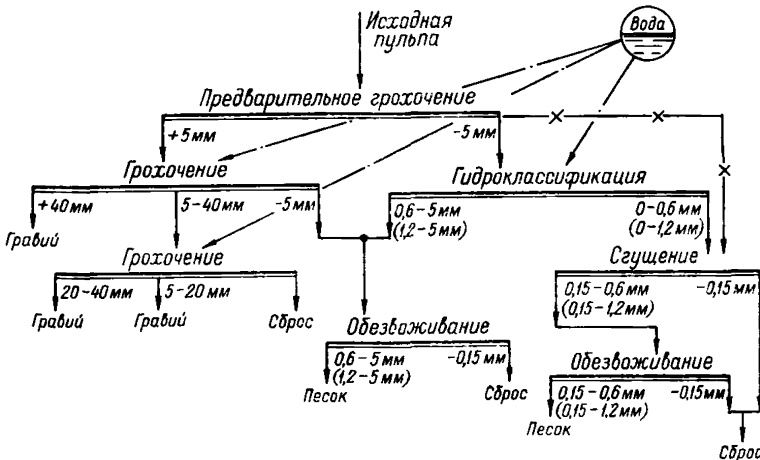 Исходная
пульпа
Вода
Предварительное грохочение
+5 мм
-5 мм
Грохочение
Гидроклассификация
+40 мм
5-40 мм
-5 мм
0,6-5 мм
(1,2-5 мм)
0-0,6 мм
(0-1,2 мм)
Гравий
Грохочение
Сгущение
20-40 мм
5-20 мм
0,15-0,6 мм
(0,15-1,2 мм)
-0,15 мм
Гравий
Гравий
Сброс
Обезвоживание
0,6-5 мм
(1,2-5 мм)
-0,15 мм
Обезвоживание
Песок
Сброс
0,15-0,6 мм
(0,15-1,2 мм)
-0,15 мм
Песок
Сброс